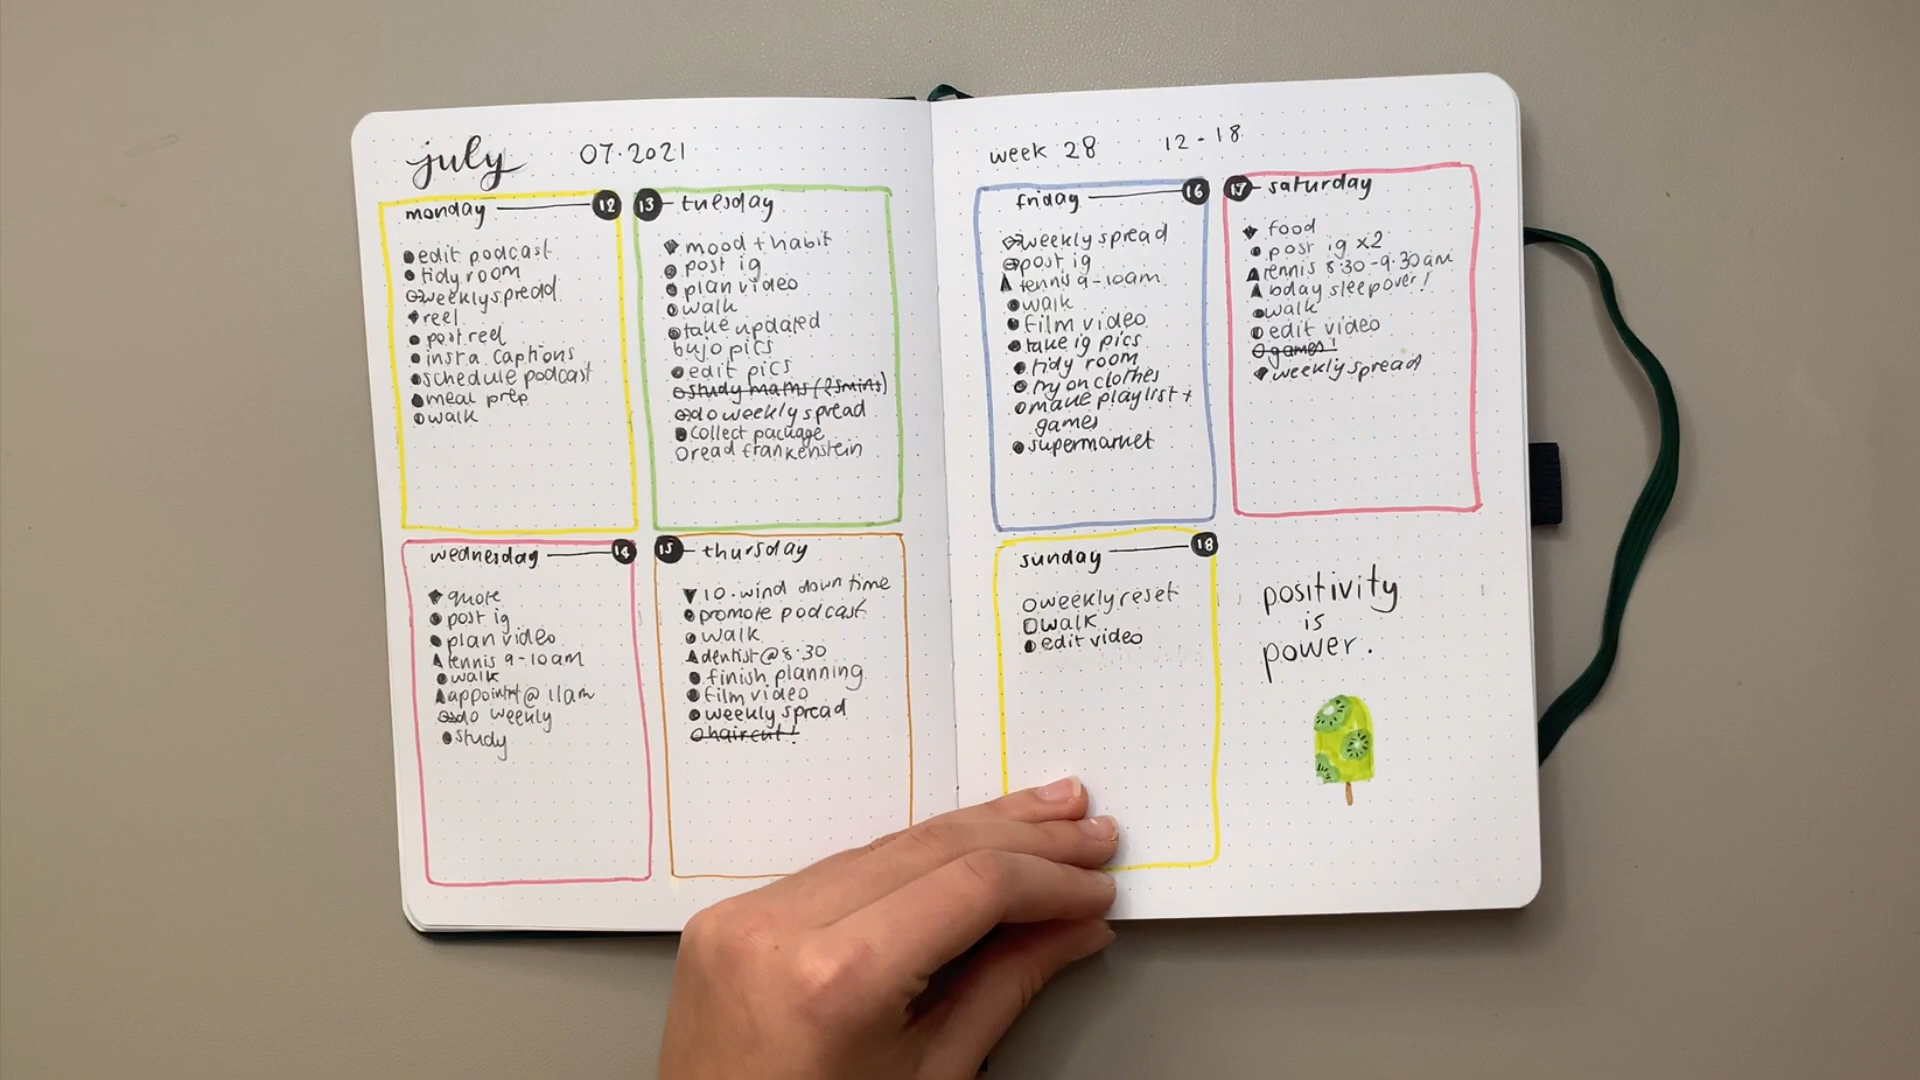 july 07.2021
monday 12
edit podcast
tidy room
weekly spread
reel
post reel
insta captions
schedule podcast
meal prep
walk
13 tuesday
mood + habit
post ig
plan video
walk
take updated
bujo pics
edit pics
study mams (25mins)
do weekly spread
collect package
read frankenstein
wednesday 14
quote
post ig
plan video
tennis 9-10am
walk
appointnt @ 11am
do weekly
study
15 thursday
10. wind down time
promote podcast
walk
dentist @ 8:30
finish planning
film video
weekly spread
haircut!
week 28 12-18
friday 16
weekly spread
post ig
tennis 9-10am
walk
film video
take ig pics
tidy room
try on clothes
make playlist +
games
supermarket
17 saturday
food
post ig x2
tennis 8:30-9.30am
bday sleepover!
walk
edit video
games!
weekly spread
sunday 18
weekly reset
walk
edit video
positivity
is
power.